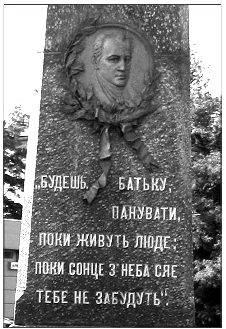 „БУДЕШЬ, БАТЬКУ,
ПАНУВАТИ,
ПОКИ ЖИВУТЬ ЛЮДЕ;
ПОКИ СОНЦЕ З НЕБА СЯЕ
ТЕБЕ НЕ ЗАБУДУТЬ".